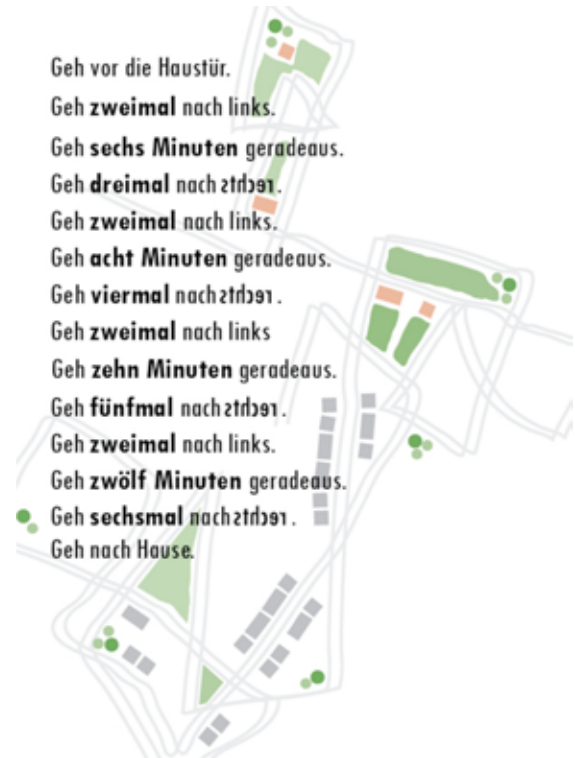 Geh vor die Haustür.
Geh zweimal nach links.
Geh sechs Minuten geradeaus.
Geh dreimal nach rechts.
Geh zweimal nach links.
Geh acht Minuten geradeaus.
Geh viermal nach rechts.
Geh zweimal nach links
Geh zehn Minuten geradeaus.
Geh fünfmal nach rechts.
Geh zweimal nach links.
Geh zwölf Minuten geradeaus.
Geh sechsmal nach rechts.
Geh nach Hause.